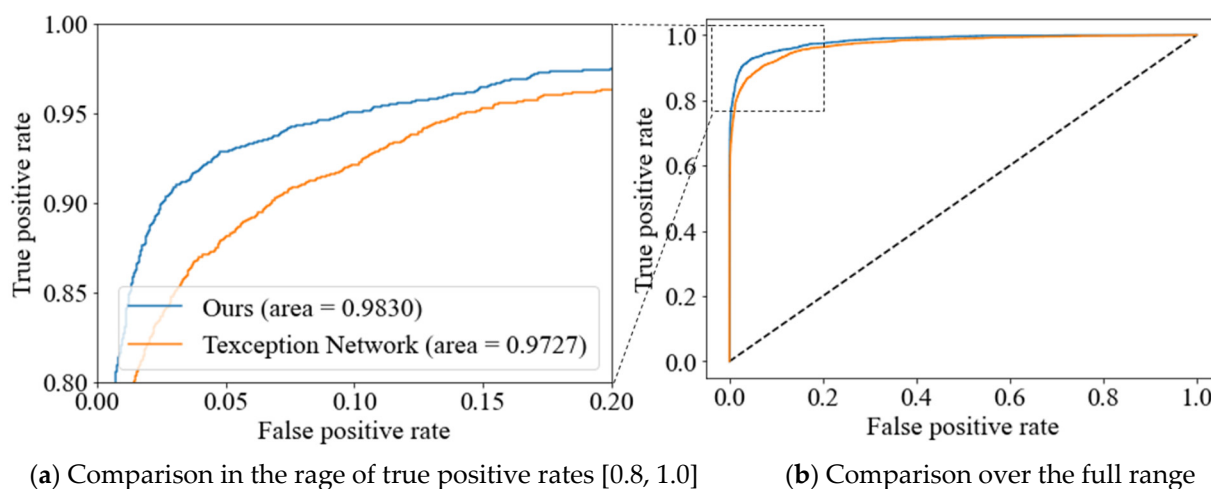 1.00
0.95
0.90
0.85
0.80
True positive rate
Ours (area = 0.9830)
Texception Network (area = 0.9727)
0.00 0.05 0.10 0.15 0.20
False positive rate
(a) Comparison in the rage of true positive rates [0.8, 1.0]
1.0
0.8
0.6
0.4
0.2
0.0
True positive rate
0.0 0.2 0.4 0.6 0.8 1.0
False positive rate
(b) Comparison over the full range